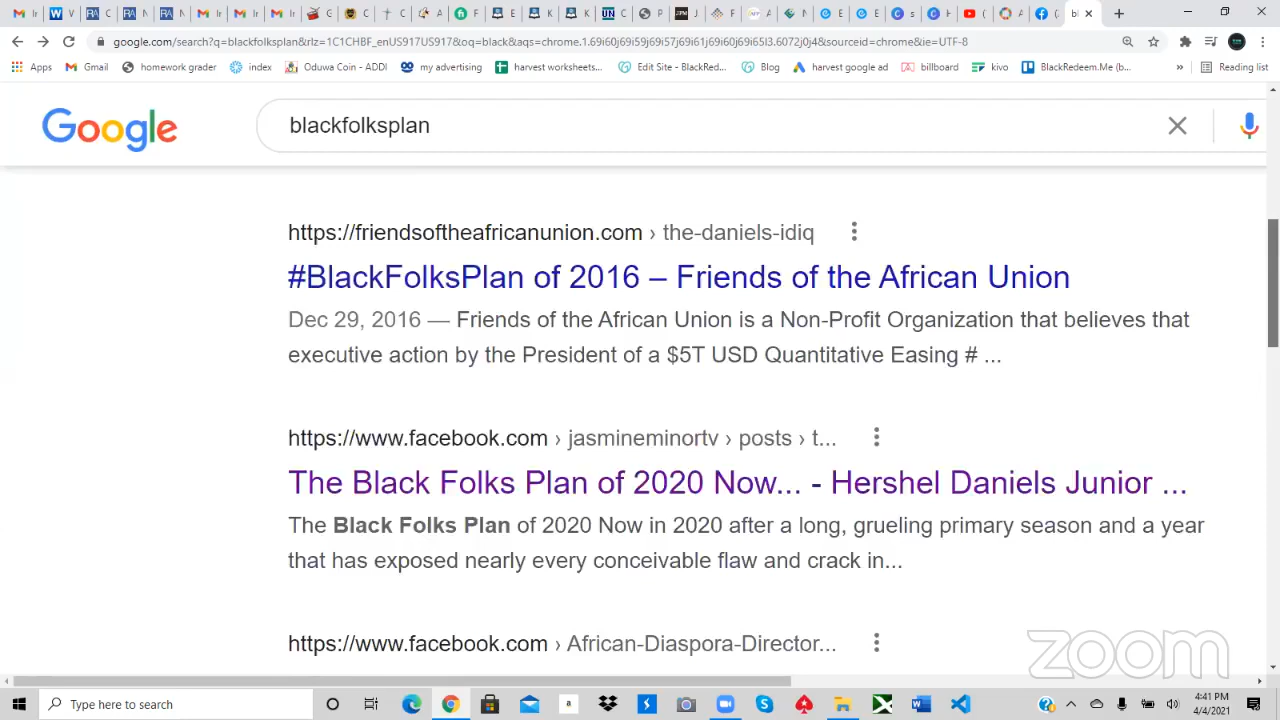 google.com/search?q=blackfolksplan&rlz=1C1CHBF_enUS917US917&oq=black&aqs=chrome.1.69i60j69i59j69i57j69i61j69i60j69i65l3.6072j0j4&sourceid=chrome&ie=UTF-8
Apps Gmail homework grader index Oduwa Coin - ADDI my advertising harvest worksheets... Edit Site - BlackRed... Blog harvest google ad billboard kivo BlackRedeem.Me (b... » Reading list
Google
blackfolksplan
https://friendsoftheafricanunion.com › the-daniels-idiq
#BlackFolksPlan of 2016 – Friends of the African Union
Dec 29, 2016 — Friends of the African Union is a Non-Profit Organization that believes that
executive action by the President of a $5T USD Quantitative Easing # ...
https://www.facebook.com › jasmineminortv › posts › t...
The Black Folks Plan of 2020 Now... - Hershel Daniels Junior ...
The Black Folks Plan of 2020 Now in 2020 after a long, grueling primary season and a year
that has exposed nearly every conceivable flaw and crack in...
https://www.facebook.com › African-Diaspora-Director...
zoom
Type here to search
4:41 PM
4/4/2021